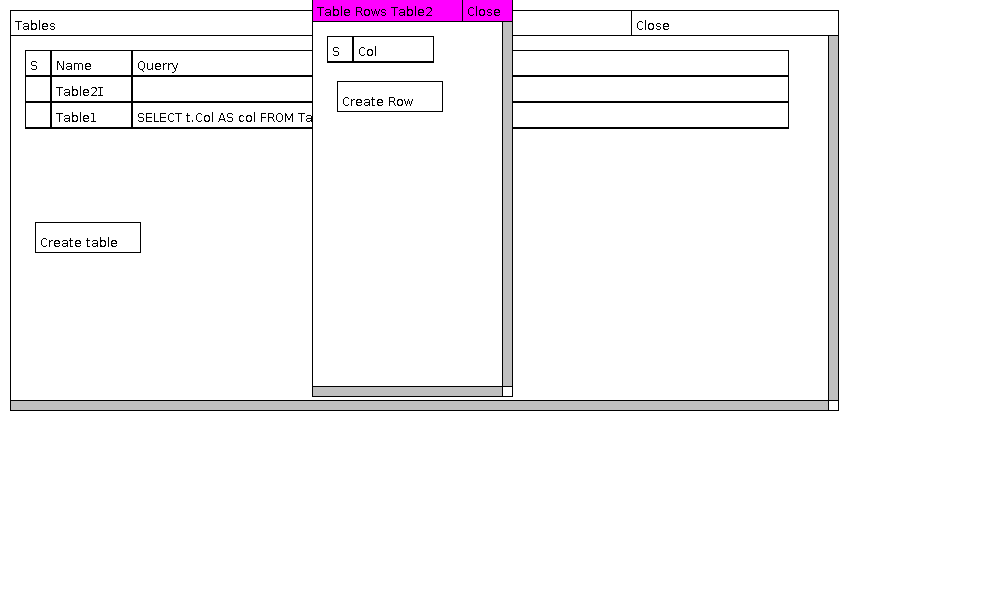 Table Rows Table2 Close
Tables Close
S Name Querry
Table2I
Table1 SELECT t.Col AS col FROM Ta
S Col
Create Row
Create table